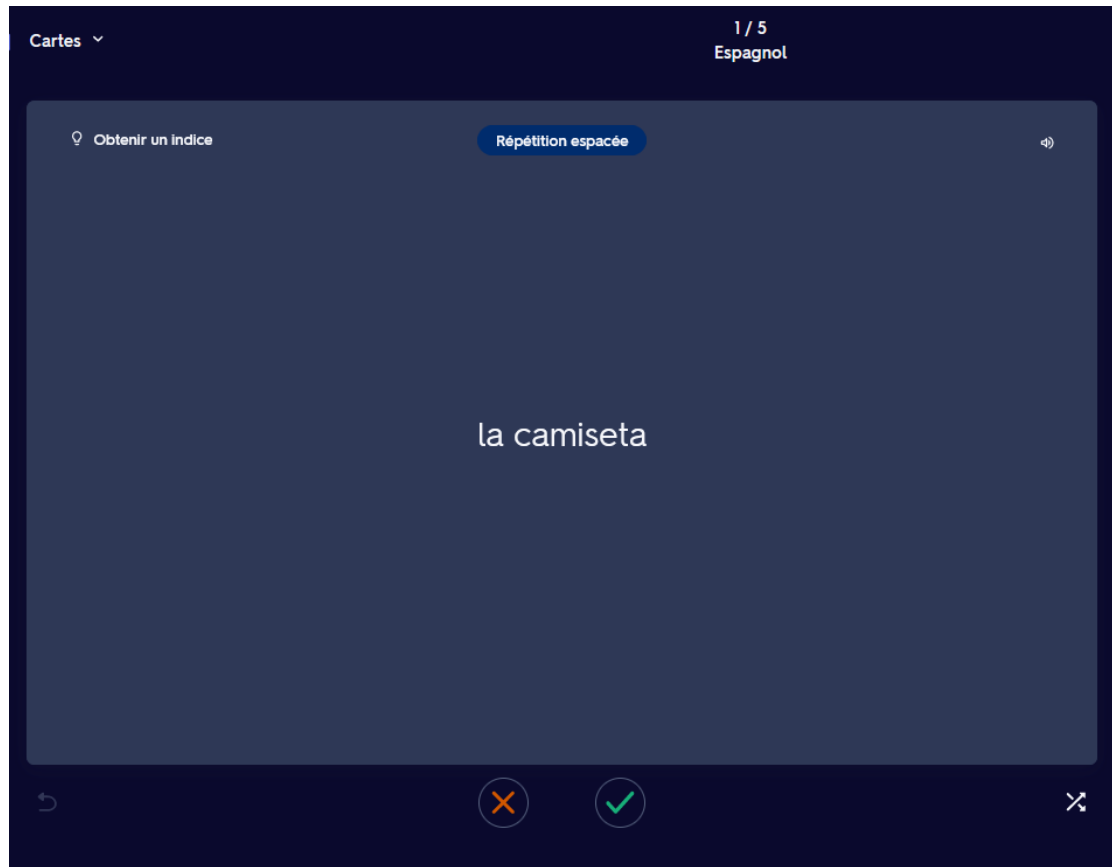 Cartes
1 / 5
Espagnol
Obtenir un indice
Répétition espacée
la camiseta